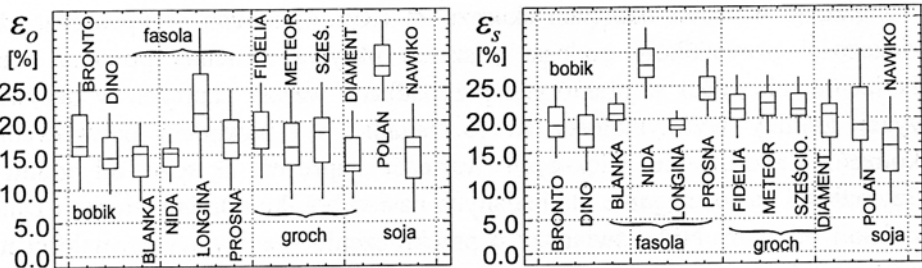 εo
[%]
25.0
20.0
15.0
10.0
5.0
0.0
BRONTO
DINO
bobik
fasola
BLANKA
NIDA
LONGINA
PROSNA
FIDELIA
METEOR
SZEŚ.
DIAMENT
groch
POLAN
NAWIKO
soja
εs
[%]
25.0
20.0
15.0
10.0
5.0
0.0
bobik
BRONTO
DINO
BLANKA
NIDA
LONGINA
PROSNA
fasola
FIDELIA
METEOR
SZEŚCIO.
DIAMENT
groch
POLAN
NAWIKO
soja